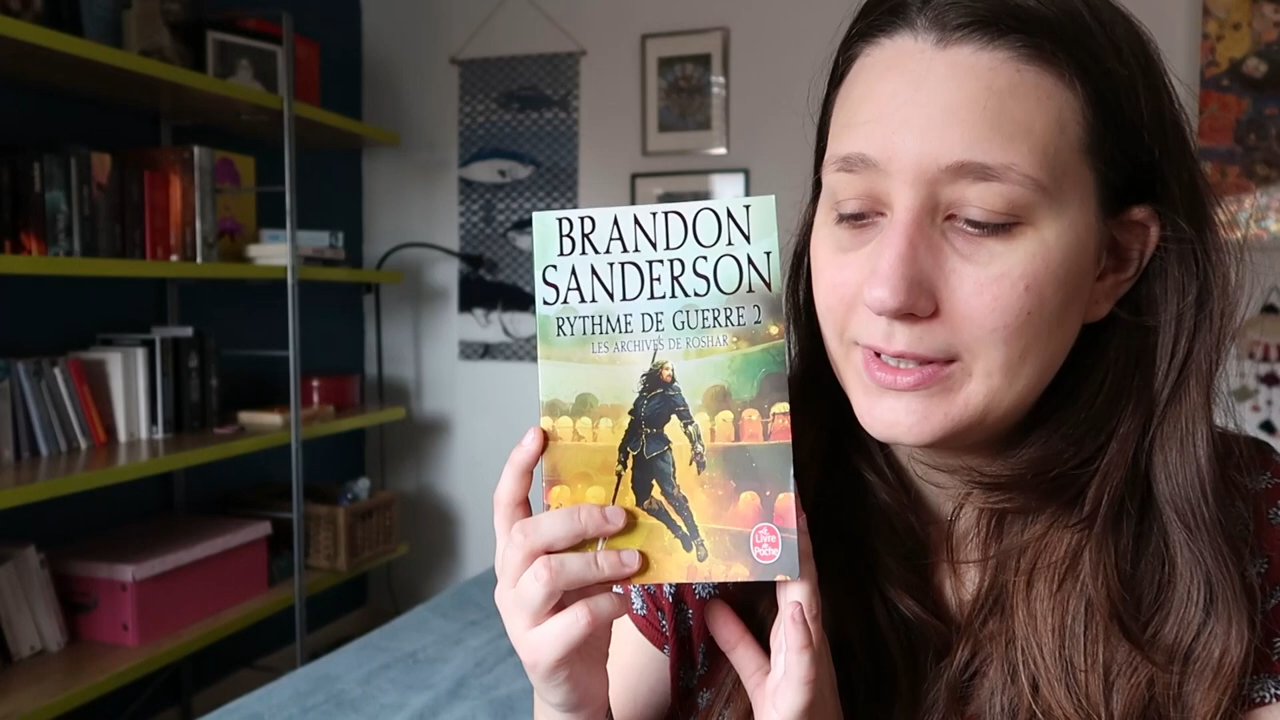 BRANDON
SANDERSON
RYTHME DE GUERRE 2
LES ARCHIVES DE ROSHAR
Le
Livre
de
Poche